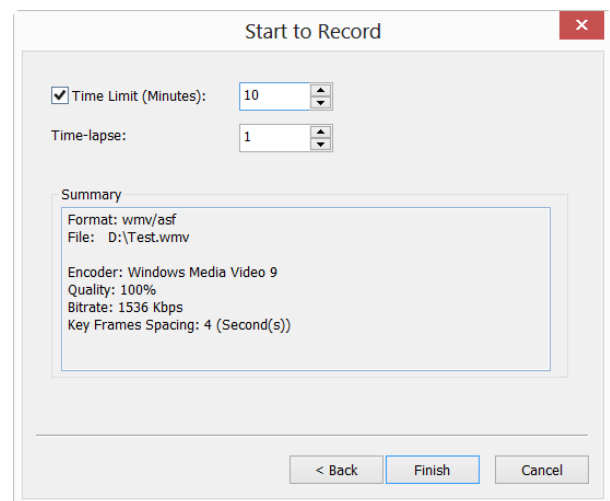 Start to Record
Time Limit (Minutes): 10
Time-lapse: 1
Summary
Format: wmv/asf
File: D:\Test.wmv
Encoder: Windows Media Video 9
Quality: 100%
Bitrate: 1536 Kbps
Key Frames Spacing: 4 (Second(s))
< Back Finish Cancel